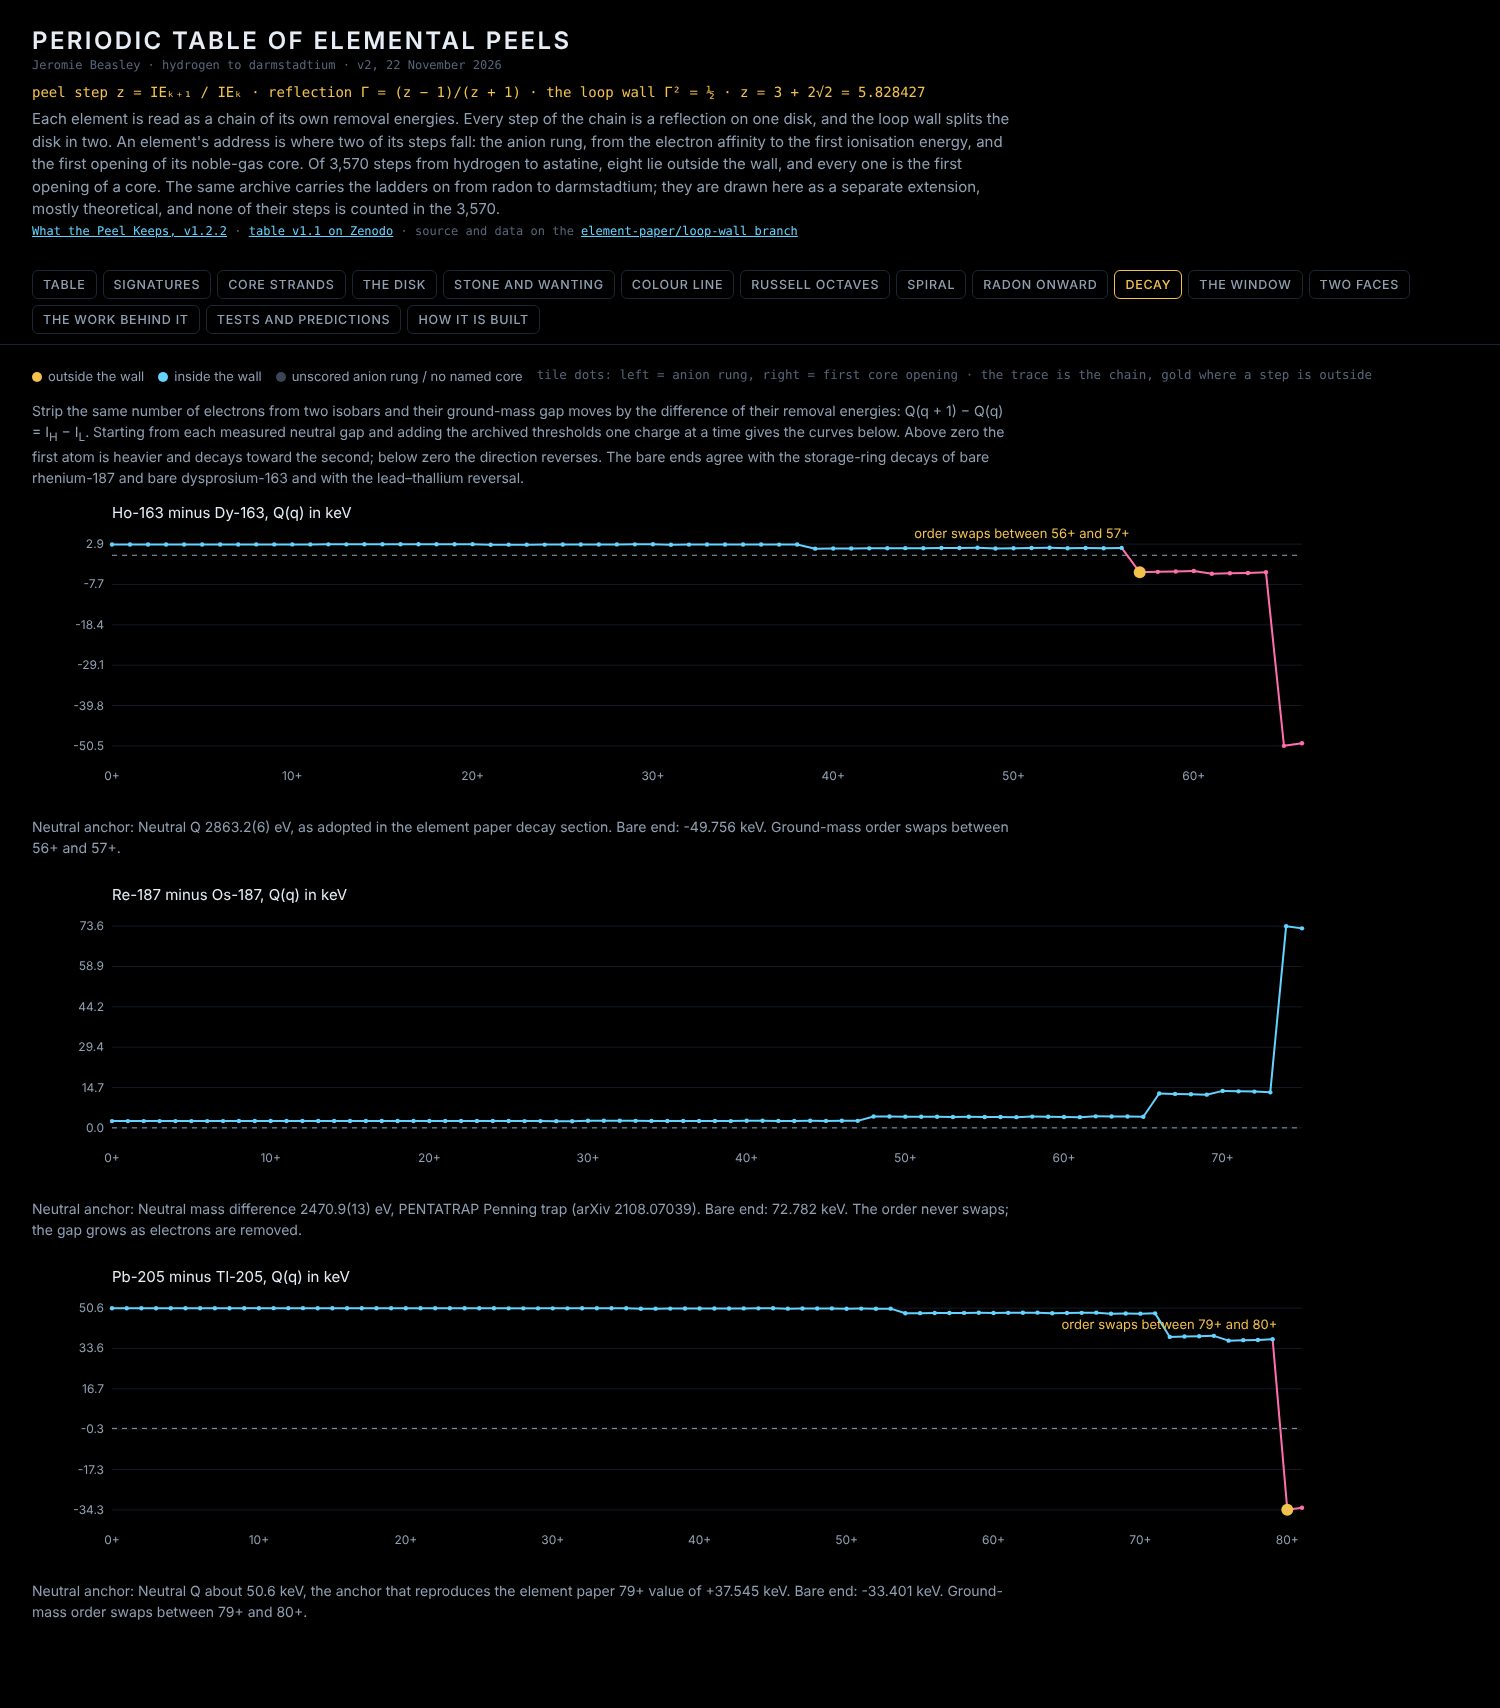 PERIODIC TABLE OF ELEMENTAL PEELS
Jeromie Beasley · hydrogen to darmstadtium · v2, 22 November 2026
peel step z = IEₖ₊₁ / IEₖ · reflection Γ = (z − 1)/(z + 1) · the loop wall Γ² = ½ · z = 3 + 2√2 = 5.828427
Each element is read as a chain of its own removal energies. Every step of the chain is a reflection on one disk, and the loop wall splits the
disk in two. An element's address is where two of its steps fall: the anion rung, from the electron affinity to the first ionisation energy, and
the first opening of its noble-gas core. Of 3,570 steps from hydrogen to astatine, eight lie outside the wall, and every one is the first
opening of a core. The same archive carries the ladders on from radon to darmstadtium; they are drawn here as a separate extension,
mostly theoretical, and none of their steps is counted in the 3,570.
What the Peel Keeps, v1.2.2 · table v1.1 on Zenodo · source and data on the element-paper/loop-wall branch
TABLE SIGNATURES CORE STRANDS THE DISK STONE AND WANTING COLOUR LINE RUSSELL OCTAVES SPIRAL RADON ONWARD DECAY THE WINDOW TWO FACES
THE WORK BEHIND IT TESTS AND PREDICTIONS HOW IT IS BUILT
outside the wall inside the wall unscored anion rung / no named core tile dots: left = anion rung, right = first core opening · the trace is the chain, gold where a step is outside
Strip the same number of electrons from two isobars and their ground-mass gap moves by the difference of their removal energies: Q(q + 1) − Q(q)
= I_H − I_L. Starting from each measured neutral gap and adding the archived thresholds one charge at a time gives the curves below. Above zero the
first atom is heavier and decays toward the second; below zero the direction reverses. The bare ends agree with the storage-ring decays of bare
rhenium-187 and bare dysprosium-163 and with the lead–thallium reversal.
Ho-163 minus Dy-163, Q(q) in keV
order swaps between 56+ and 57+
2.9
-7.7
-18.4
-29.1
-39.8
-50.5
0+ 10+ 20+ 30+ 40+ 50+ 60+
Neutral anchor: Neutral Q 2863.2(6) eV, as adopted in the element paper decay section. Bare end: -49.756 keV. Ground-mass order swaps between
56+ and 57+.
Re-187 minus Os-187, Q(q) in keV
73.6
58.9
44.2
29.4
14.7
0.0
0+ 10+ 20+ 30+ 40+ 50+ 60+ 70+
Neutral anchor: Neutral mass difference 2470.9(13) eV, PENTATRAP Penning trap (arXiv 2108.07039). Bare end: 72.782 keV. The order never swaps;
the gap grows as electrons are removed.
Pb-205 minus Tl-205, Q(q) in keV
50.6
order swaps between 79+ and 80+
33.6
16.7
-0.3
-17.3
-34.3
0+ 10+ 20+ 30+ 40+ 50+ 60+ 70+ 80+
Neutral anchor: Neutral Q about 50.6 keV, the anchor that reproduces the element paper 79+ value of +37.545 keV. Bare end: -33.401 keV. Ground-
mass order swaps between 79+ and 80+.